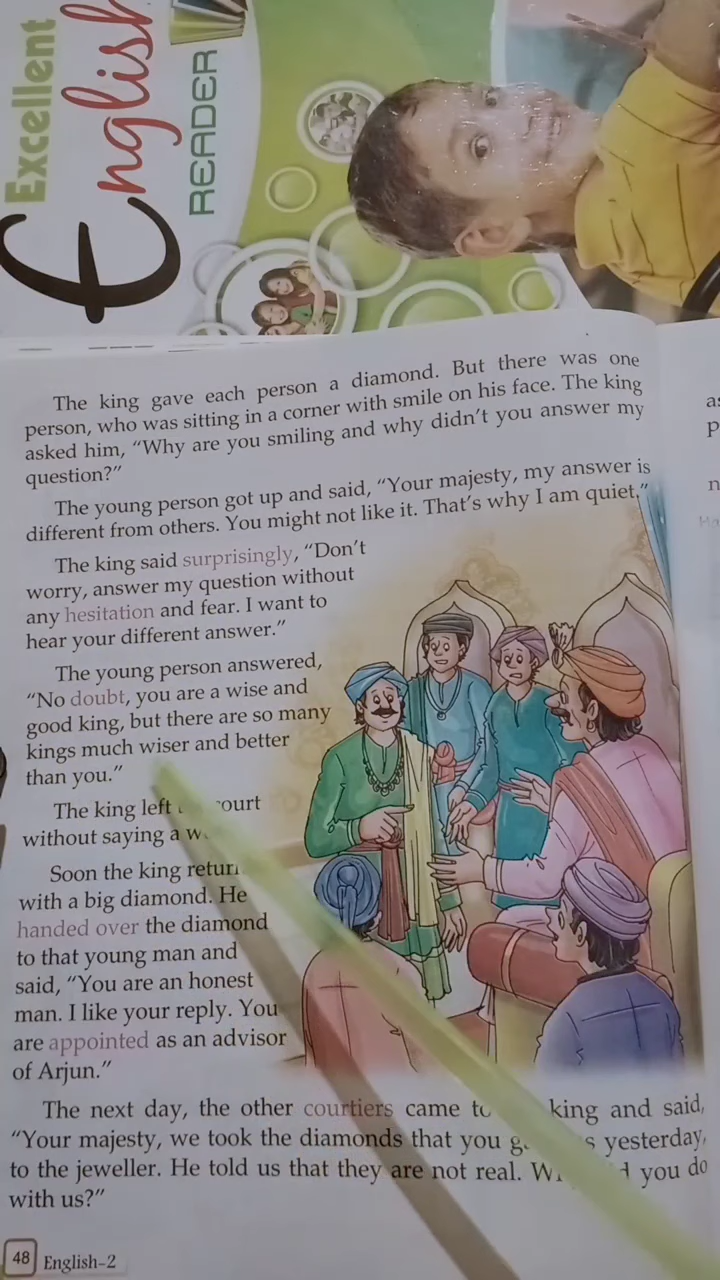 Excellent
English
READER
The king gave each person a diamond. But there was one
person, who was sitting in a corner with smile on his face. The king
asked him, “Why are you smiling and why didn’t you answer my
question?”
The young person got up and said, “Your majesty, my answer is
different from others. You might not like it. That’s why I am quiet.”
The king said surprisingly, “Don’t
worry, answer my question without
any hesitation and fear. I want to
hear your different answer.”
The young person answered,
“No doubt, you are a wise and
good king, but there are so many
kings much wiser and better
than you.”
The king left court
without saying a
Soon the king
with a big diamond. He
handed over the diamond
to that young man and
said, “You are an honest
man. I like your reply. You
are appointed as an advisor
of Arjun.”
The next day, the other courtiers came king and said,
“Your majesty, we took the diamonds that you yesterday,
to the jeweller. He told us that they are not real. you do
with us?”
48 English-2